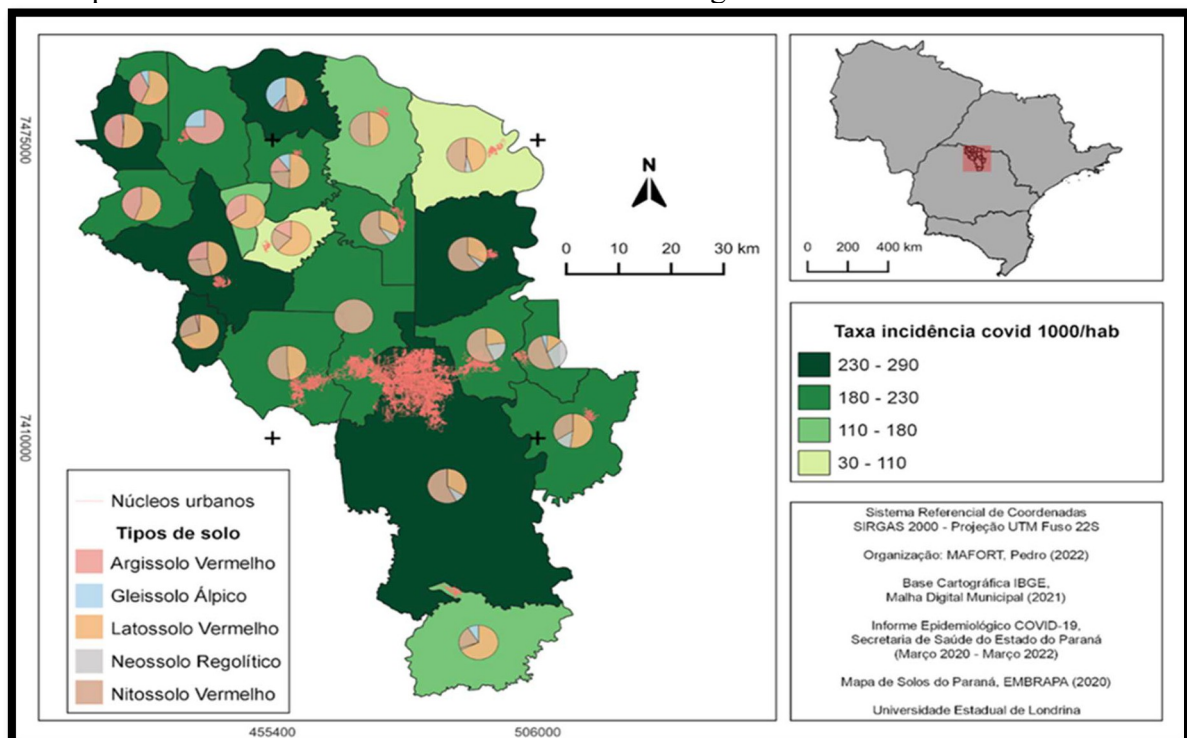 7475000
7410000
455400
506000
N
0 10 20 30 km
Núcleos urbanos
Tipos de solo
Argissolo Vermelho
Gleissolo Álpico
Latossolo Vermelho
Neossolo Regolítico
Nitossolo Vermelho
0 200 400 km
Taxa incidência covid 1000/hab
230 - 290
180 - 230
110 - 180
30 - 110
Sistema Referencial de Coordenadas
SIRGAS 2000 - Projeção UTM Fuso 22S
Organização: MAFORT, Pedro (2022)
Base Cartográfica IBGE,
Malha Digital Municipal (2021)
Informe Epidemiológico COVID-19,
Secretaria de Saúde do Estado do Paraná
(Março 2020 - Março 2022)
Mapa de Solos do Paraná, EMBRAPA (2020)
Universidade Estadual de Londrina